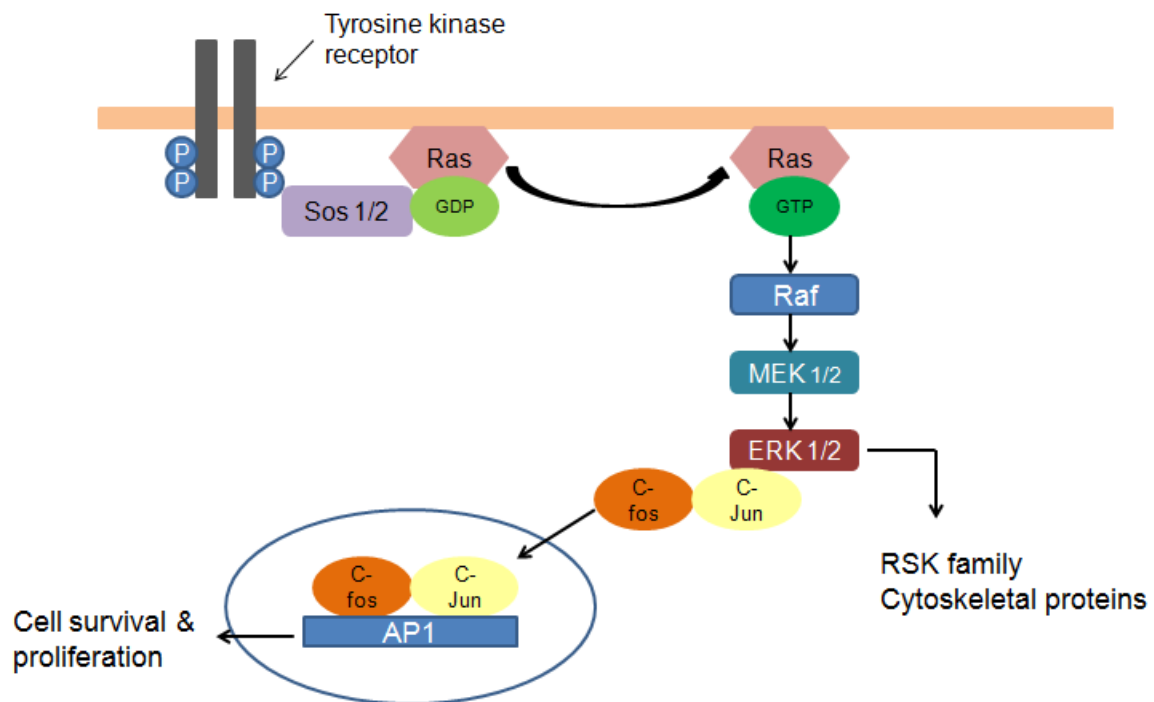 Tyrosine kinase
receptor
P
P
P
P
Ras
Ras
Sos 1/2
GDP
GTP
Raf
MEK 1/2
ERK 1/2
C-
fos
C-
Jun
RSK family
Cytoskeletal proteins
C-
fos
C-
Jun
AP1
Cell survival &
proliferation